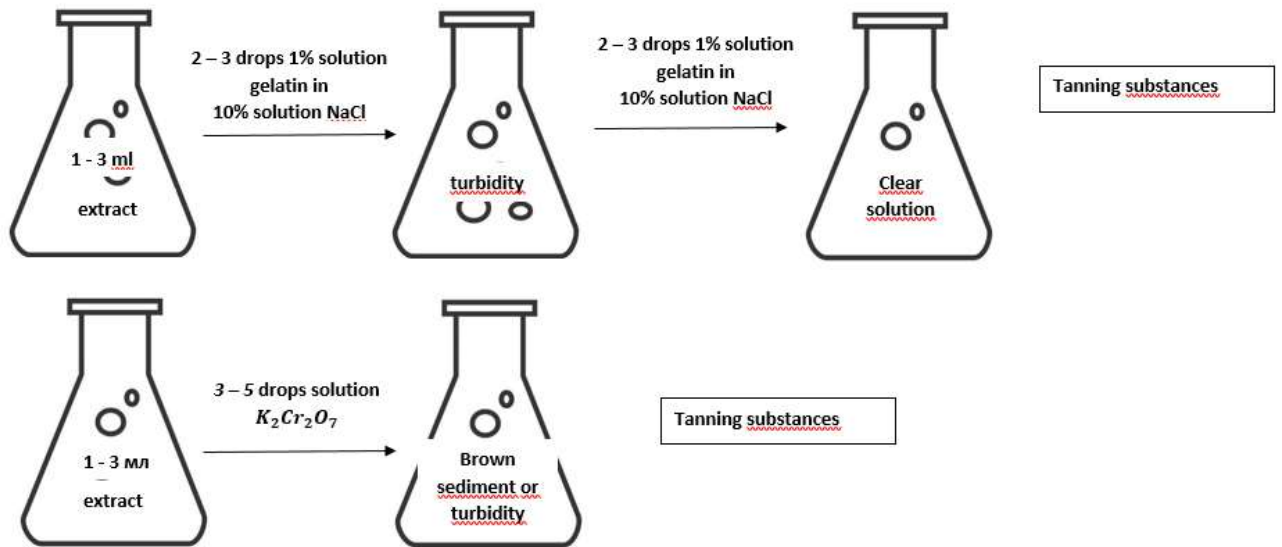 2 – 3 drops 1% solution
gelatin in
10% solution NaCl
2 – 3 drops 1% solution
gelatin in
10% solution NaCl
Tanning substances
1 - 3 ml
extract
turbidity
Clear
solution
3 – 5 drops solution
K₂Cr₂O₇
Tanning substances
1 - 3 мл
extract
Brown
sediment or
turbidity